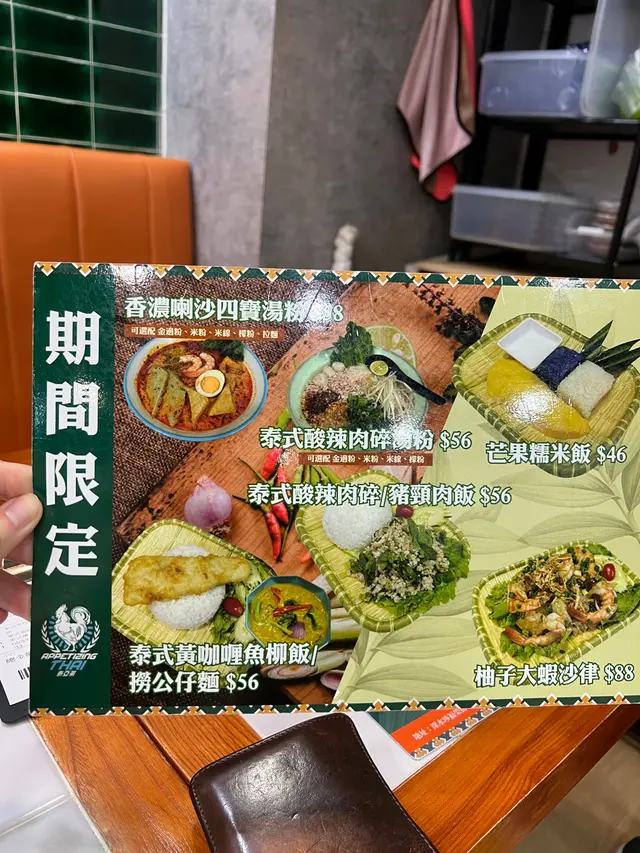 期間限定
香濃喇沙四寶湯粉
可選配 金邊粉、米粉、米線、檬粉、拉麵
泰式酸辣肉碎湯粉 $56
可選配 金邊粉、米粉、米線、檬粉
芒果糯米飯 $46
泰式酸辣肉碎/豬頸肉飯 $56
泰式黃咖喱魚柳飯/
撈公仔麵 $56
柚子大蝦沙律 $88
APPETIZING
THAI